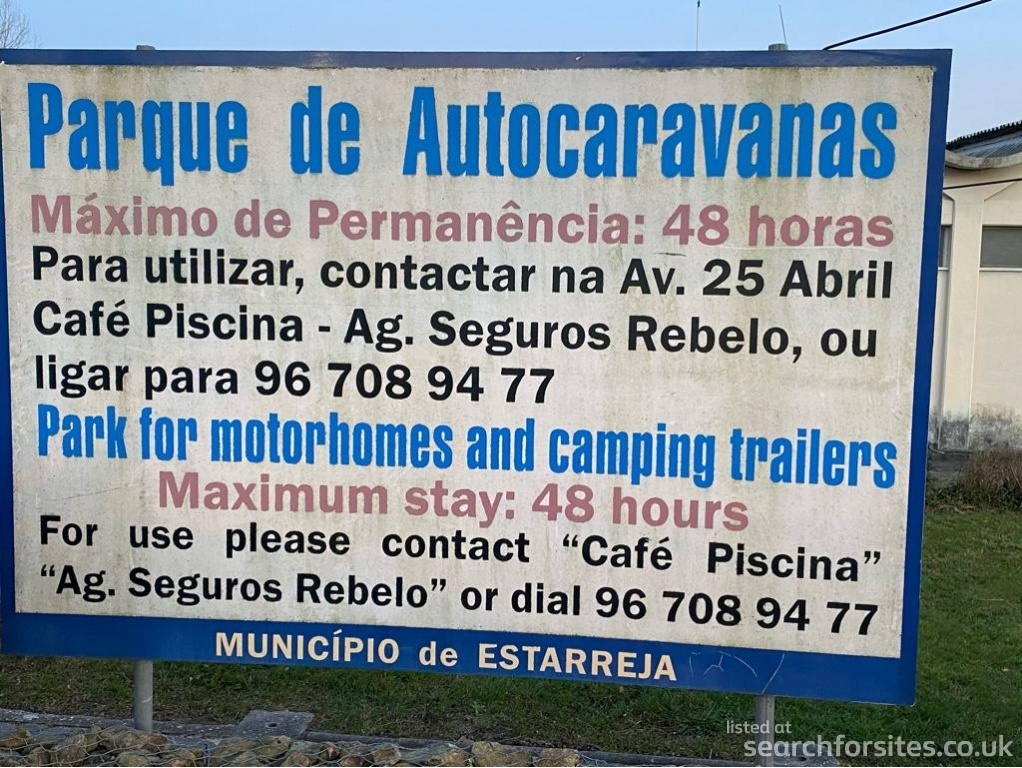 Parque de Autocaravanas
Máximo de Permanência: 48 horas
Para utilizar, contactar na Av. 25 Abril
Café Piscina - Ag. Seguros Rebelo, ou
ligar para 96 708 94 77
Park for motorhomes and camping trailers
Maximum stay: 48 hours
For use please contact “Café Piscina”
“Ag. Seguros Rebelo” or dial 96 708 94 77
MUNICÍPIO de ESTARREJA
listed at
searchforsites.co.uk